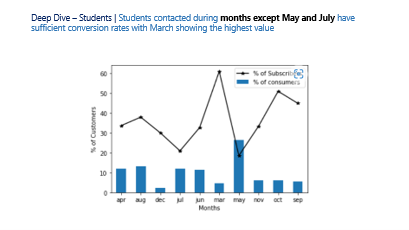 Deep Dive – Students | Students contacted during months except May and July have
sufficient conversion rates with March showing the highest value
% of consumers
60
50
40
30
20
10
0
% of Customers
apr aug dec jul jun mar may nov oct sep
Months